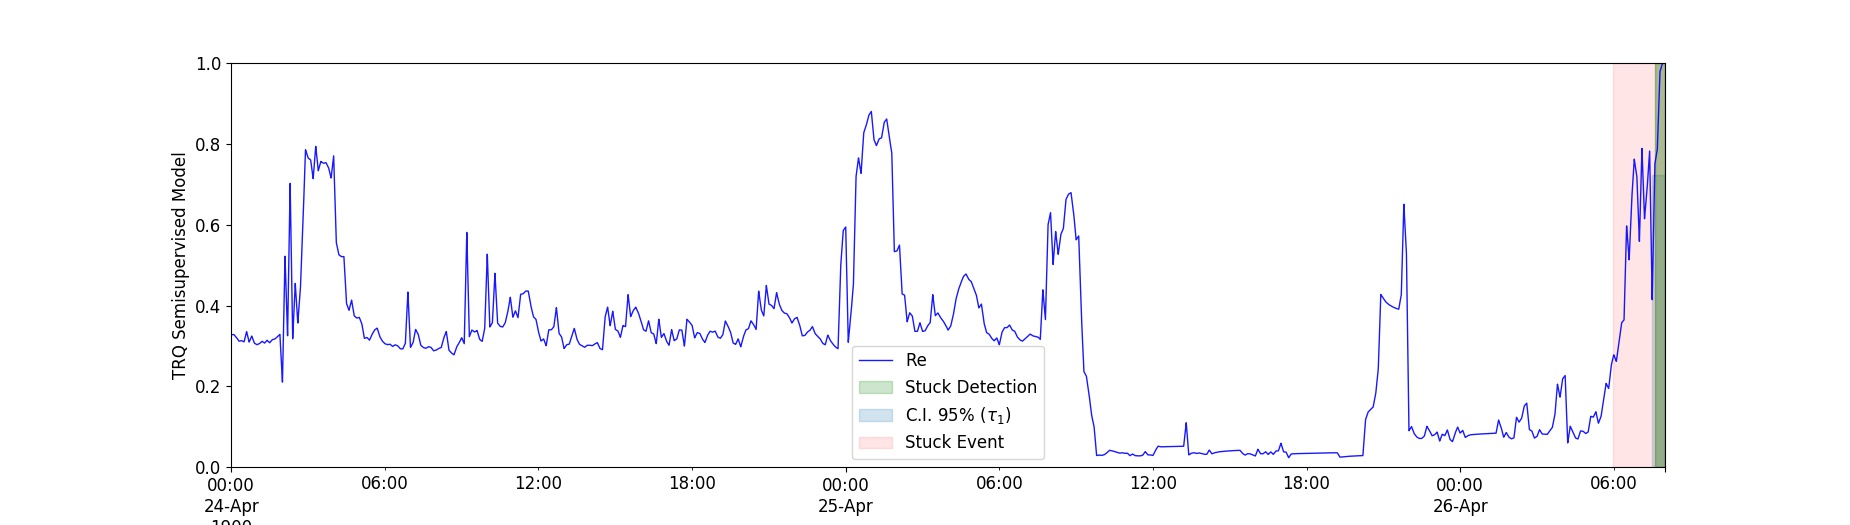 TRQ Semisupervised Model
1.0
0.8
0.6
0.4
0.2
0.0
Re
Stuck Detection
C.I. 95% (τ₁)
Stuck Event
00:00 06:00 12:00 18:00 00:00 06:00 12:00 18:00 00:00 06:00
24-Apr 25-Apr 26-Apr
1900